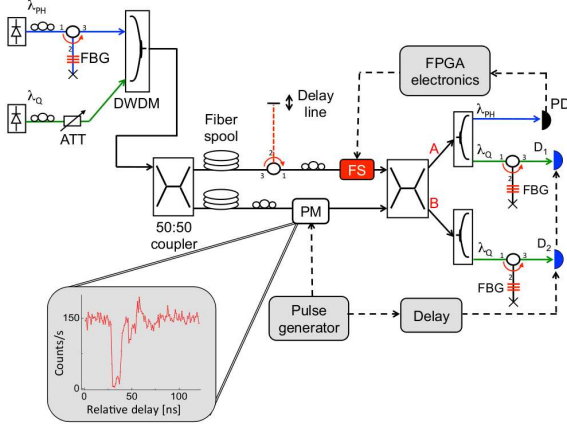 λPH
1
3
2
FBG
DWDM
λQ
ATT
Fiber
spool
Delay
line
2
3
1
FS
50:50
coupler
PM
FPGA
electronics
A
B
λPH
PD
λQ
1
3
2
D1
FBG
λQ
1
3
2
D2
FBG
Pulse
generator
Delay
Counts/s
150
0
0
50
100
Relative delay [ns]